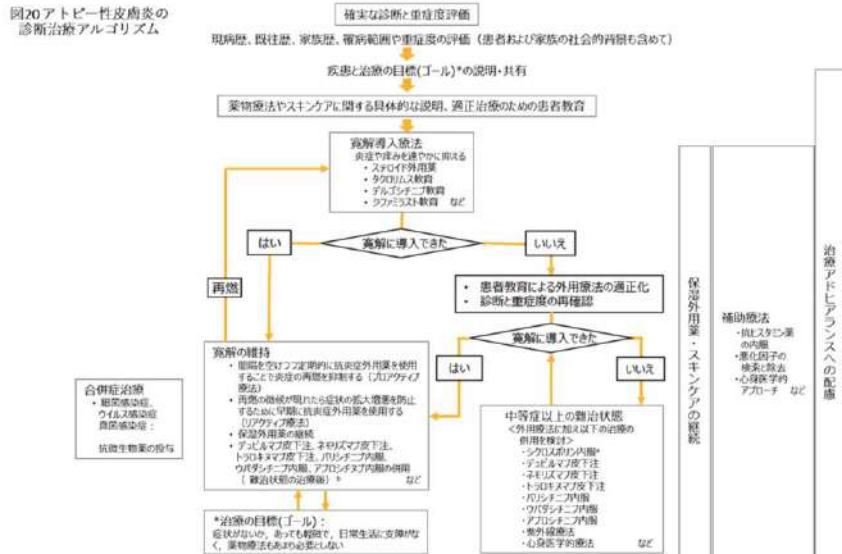 図20 アトピー性皮膚炎の
診断治療アルゴリズム
確実な診断と重症度評価
現病歴、既往歴、家族歴、罹病範囲や重症度の評価（患者および家族の社会的背景も含めて）
疾患と治療の目標(ゴール)*の説明・共有
薬物療法やスキンケアに関する具体的な説明、適正治療のための患者教育
寛解導入療法
炎症や痒みを速やかに抑える
・ステロイド外用薬
・タクロリムス軟膏
・デルゴシチニブ軟膏
・ジファミラスト軟膏 など
寛解に導入できた
はい
いいえ
再燃
・患者教育による外用療法の適正化
・診断と重症度の再確認
寛解に導入できた
はい
いいえ
寛解の維持
・間隔を空けつつ定期的に抗炎症外用薬を使用
することで炎症の再燃を抑制する（プロアクティブ
療法）
・再燃の徴候が現れたら症状の拡大増悪を防止
するために早期に抗炎症外用薬を使用する
（リアクティブ療法）
・保湿外用薬の継続
・デュピルマブ皮下注、ネモリズマブ皮下注、
トラロキヌマブ皮下注、バリシチニブ内服、
ウパダシチニブ内服、アブロシチニブ内服の併用
（難治状態の治療後） など
中等症以上の難治状態
＜外用療法に加え以下の治療の
併用を検討＞
・シクロスポリン内服
・デュピルマブ皮下注
・ネモリズマブ皮下注
・トラロキヌマブ皮下注
・バリシチニブ内服
・ウパダシチニブ内服
・アブロシチニブ内服
・紫外線療法
・心身医学的療法 など
合併症治療
・細菌感染症、
ウイルス感染症
真菌感染症：
抗微生物薬の投与
*治療の目標(ゴール)：
症状がないか、あっても軽微で、日常生活に支障がな
く、薬物療法もあまり必要としない
保湿外用薬・スキンケアの継続
補助療法
・抗ヒスタミン薬
の内服
・悪化因子の
検索と除去
・心身医学的
アプローチ など
治療アドヒアランスへの配慮